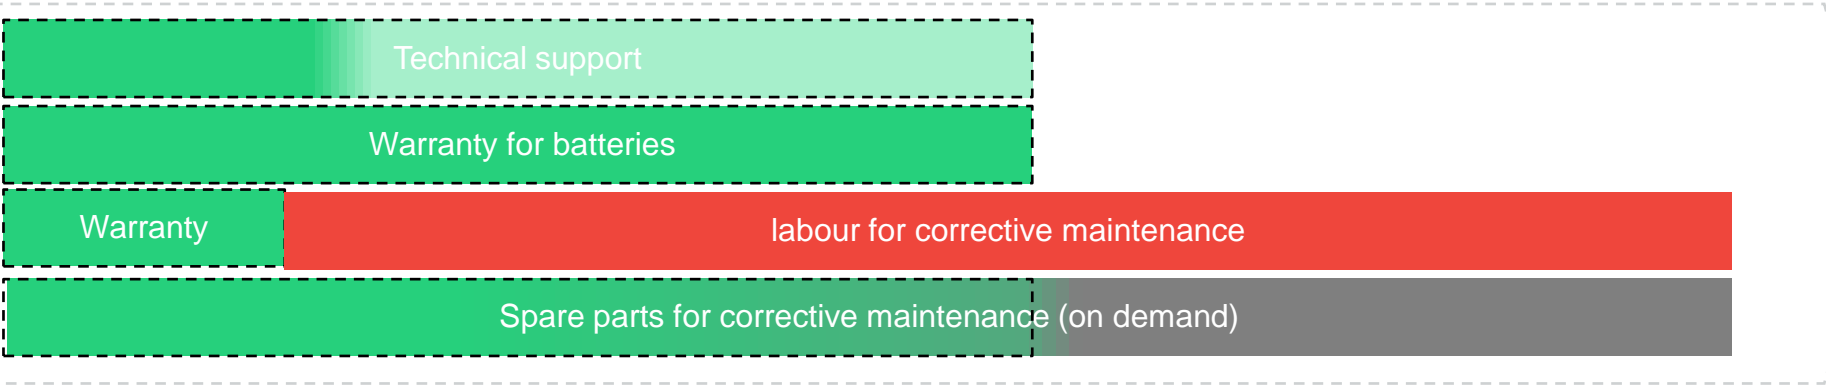 Technical support
Warranty for batteries
Warranty
labour for corrective maintenance
Spare parts for corrective maintenance (on demand)